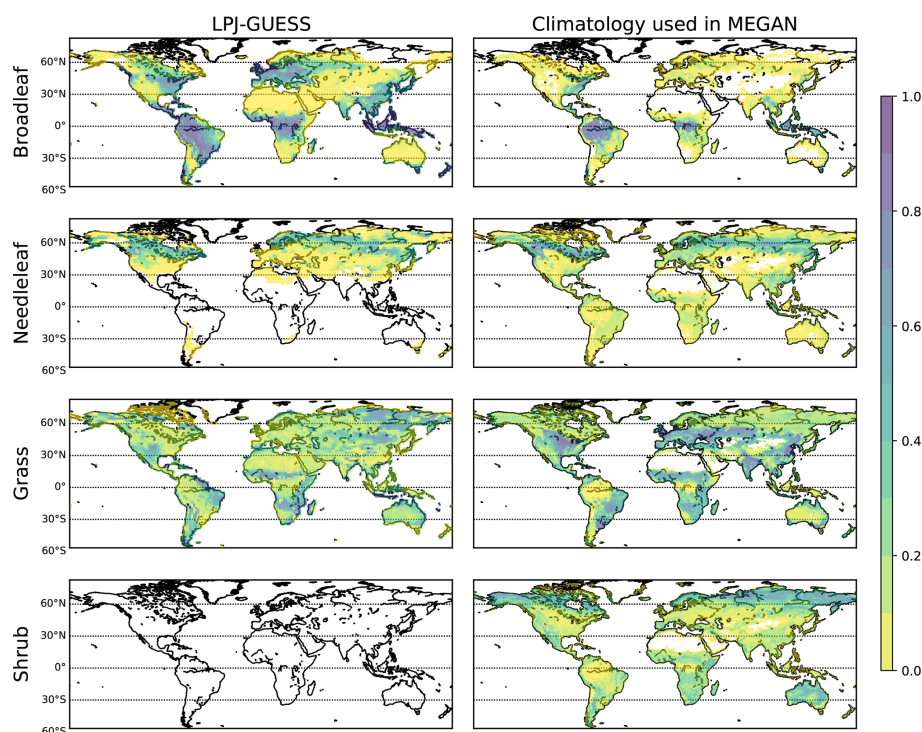 LPJ-GUESS Climatology used in MEGAN
Broadleaf
60°N
30°N
0°
30°S
60°S
Needleleaf
60°N
30°N
0°
30°S
60°S
Grass
60°N
30°N
0°
30°S
60°S
Shrub
60°N
30°N
0°
30°S
60°S
1.0
0.8
0.6
0.4
0.2
0.0